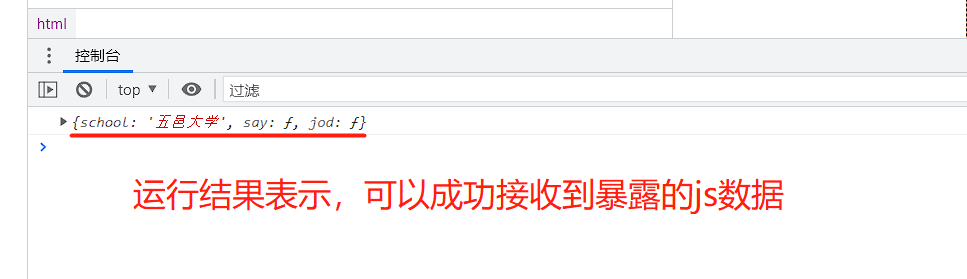 html
控制台
top ▼ 过滤
{school: '五邑大学', say: ƒ, jod: ƒ}
运行结果表示，可以成功接收到暴露的js数据